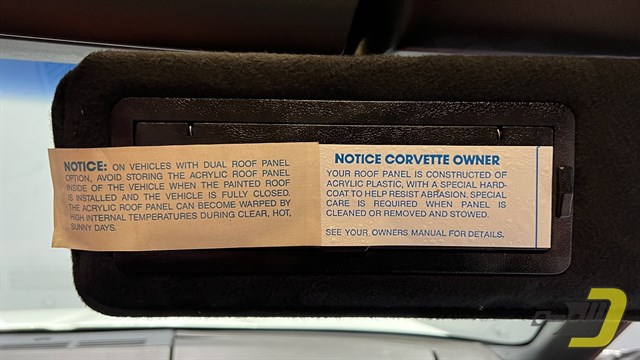 NOTICE: ON VEHICLES WITH DUAL ROOF PANEL
OPTION, AVOID STORING THE ACRYLIC ROOF PANEL
INSIDE OF THE VEHICLE WHEN THE PAINTED ROOF
IS INSTALLED AND THE VEHICLE IS FULLY CLOSED.
THE ACRYLIC ROOF PANEL CAN BECOME WARPED BY
HIGH INTERNAL TEMPERATURES DURING CLEAR, HOT,
SUNNY DAYS.
NOTICE CORVETTE OWNER
YOUR ROOF PANEL IS CONSTRUCTED OF
ACRYLIC PLASTIC, WITH A SPECIAL HARD-
COAT TO HELP RESIST ABRASION. SPECIAL
CARE IS REQUIRED WHEN PANEL IS
CLEANED OR REMOVED AND STOWED.
SEE YOUR OWNERS MANUAL FOR DETAILS.